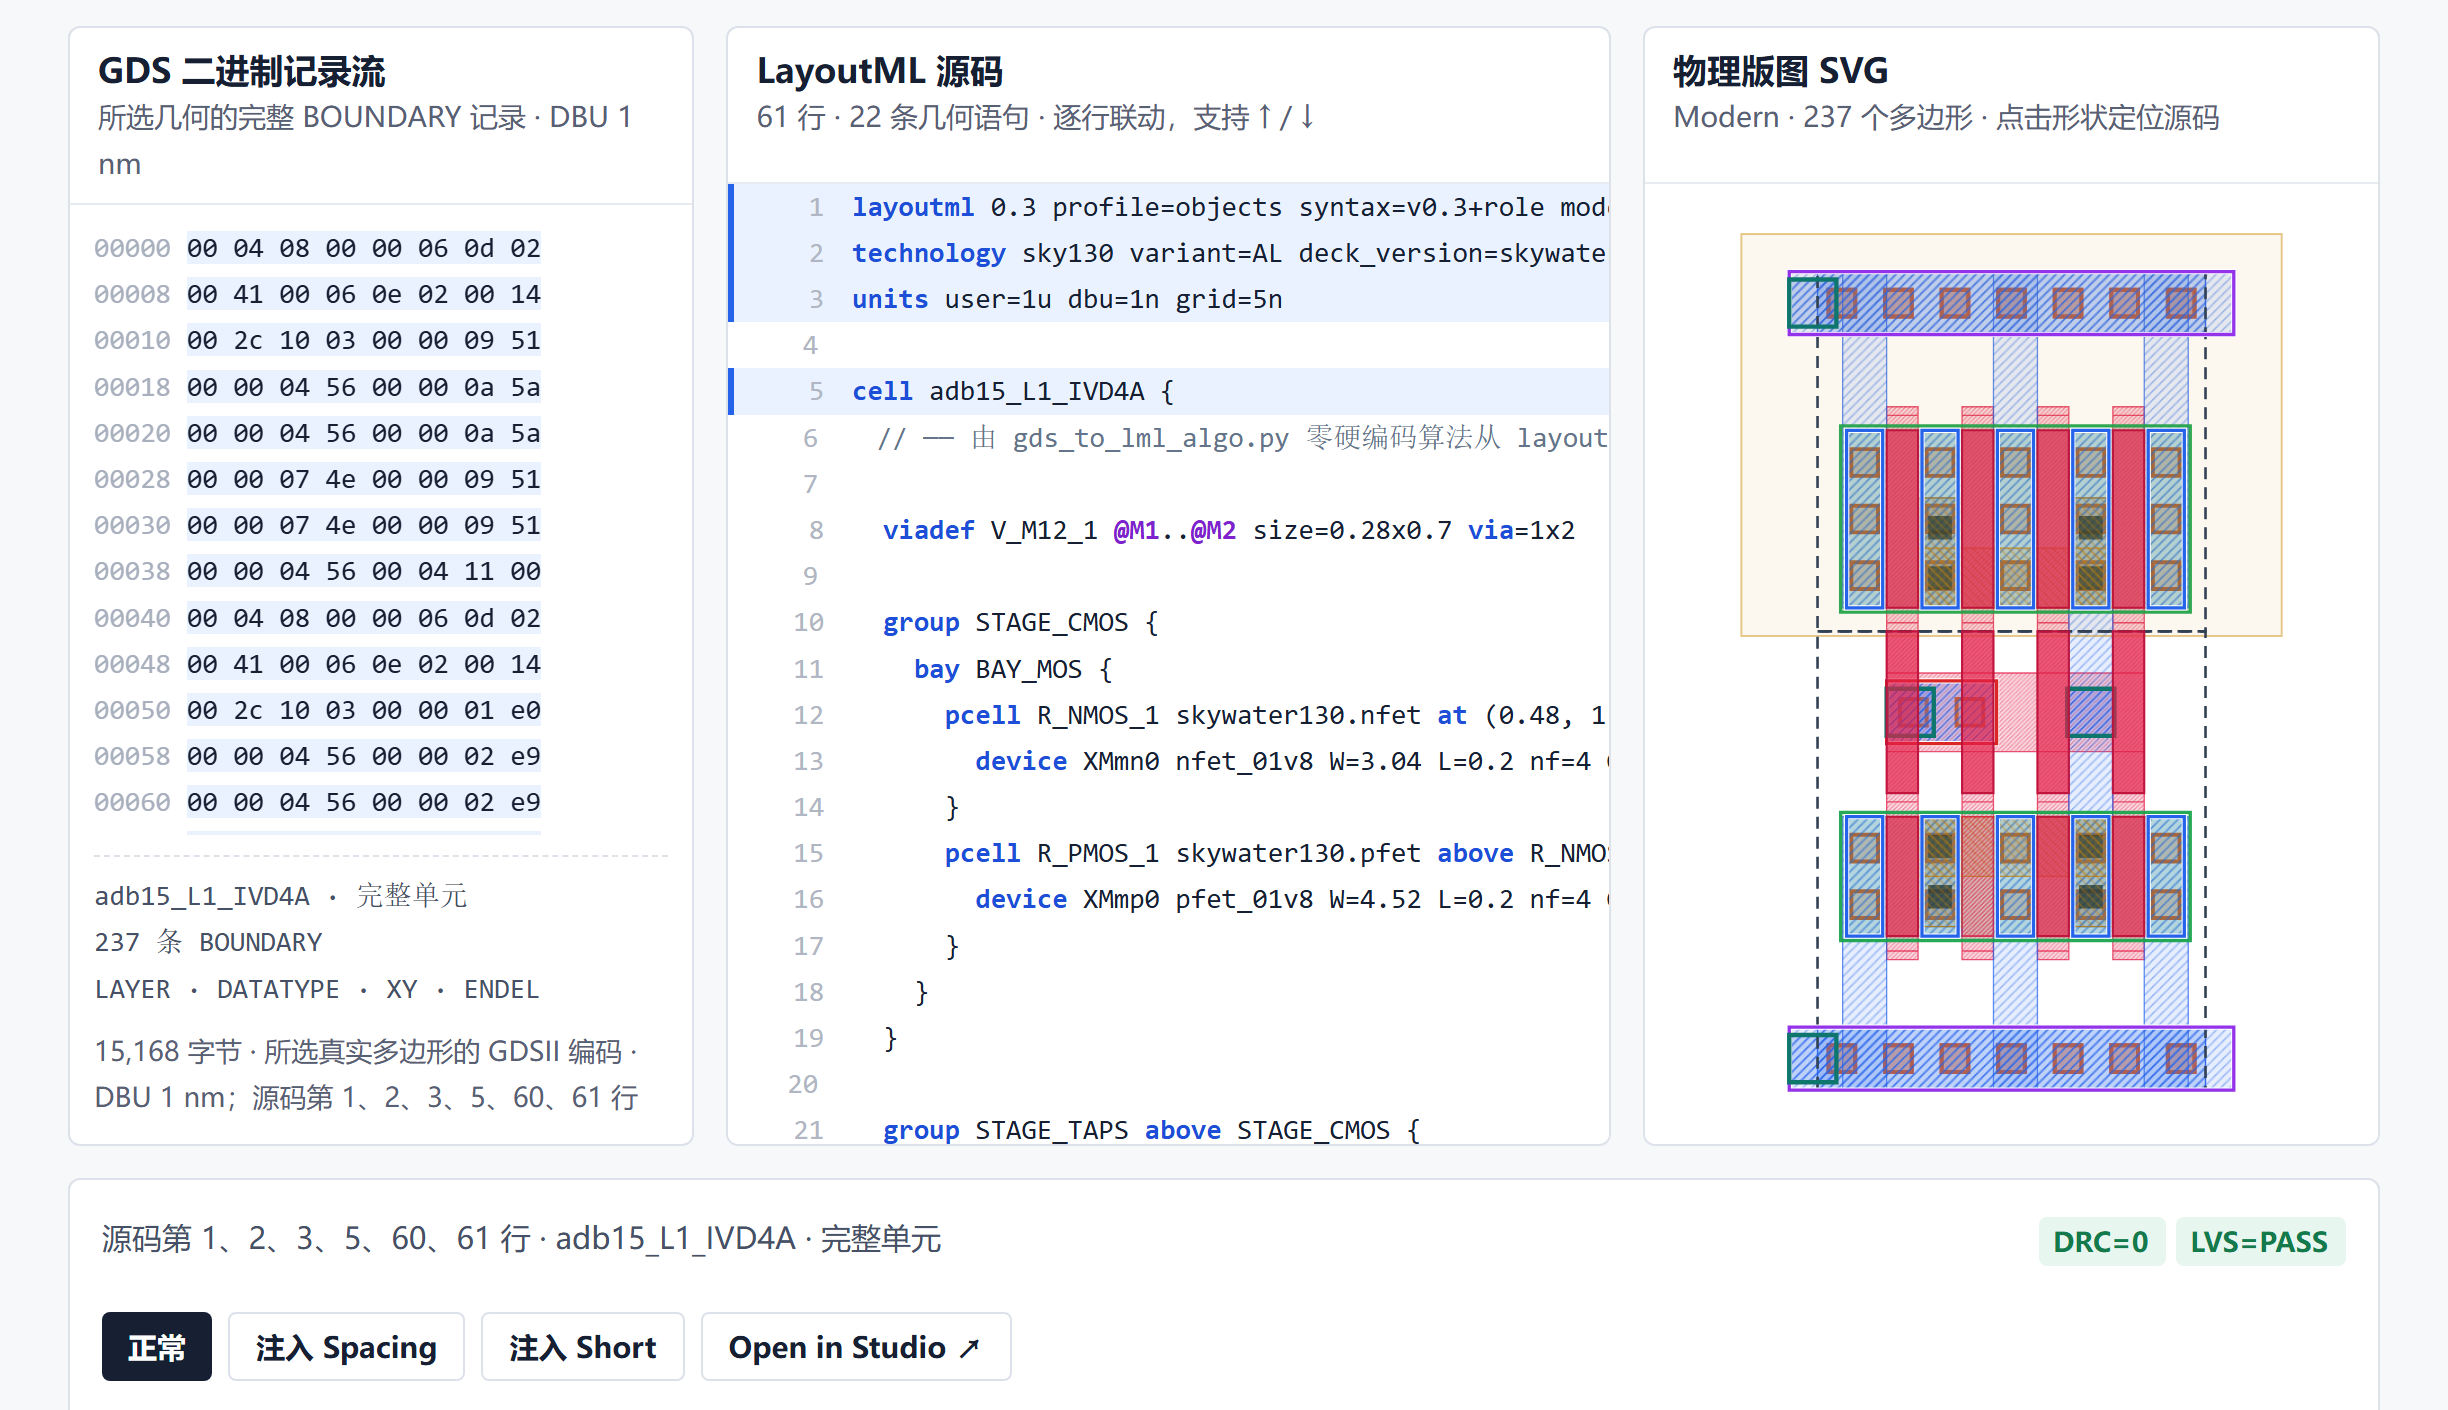 GDS 二进制记录流
所选几何的完整 BOUNDARY 记录 · DBU 1
nm
00000 00 04 08 00 00 06 0d 02
00008 00 41 00 06 0e 02 00 14
00010 00 2c 10 03 00 00 09 51
00018 00 00 04 56 00 00 0a 5a
00020 00 00 04 56 00 00 0a 5a
00028 00 00 07 4e 00 00 09 51
00030 00 00 07 4e 00 00 09 51
00038 00 00 04 56 00 04 11 00
00040 00 04 08 00 00 06 0d 02
00048 00 41 00 06 0e 02 00 14
00050 00 2c 10 03 00 00 01 e0
00058 00 00 04 56 00 00 02 e9
00060 00 00 04 56 00 00 02 e9
adb15_L1_IVD4A · 完整单元
237 条 BOUNDARY
LAYER · DATATYPE · XY · ENDEL
15,168 字节 · 所选真实多边形的 GDSII 编码 ·
DBU 1 nm；源码第 1、2、3、5、60、61 行
LayoutML 源码
61 行 · 22 条几何语句 · 逐行联动，支持 ↑ / ↓
1 layoutml 0.3 profile=objects syntax=v0.3+role mod
2 technology sky130 variant=AL deck_version=skywate
3 units user=1u dbu=1n grid=5n
4
5 cell adb15_L1_IVD4A {
6 // —— 由 gds_to_lml_algo.py 零硬编码算法从 layout
7
8 viadef V_M12_1 @M1..@M2 size=0.28x0.7 via=1x2
9
10 group STAGE_CMOS {
11 bay BAY_MOS {
12 pcell R_NMOS_1 skywater130.nfet at (0.48, 1
13 device XMmn0 nfet_01v8 W=3.04 L=0.2 nf=4
14 }
15 pcell R_PMOS_1 skywater130.pfet above R_NMOS
16 device XMmp0 pfet_01v8 W=4.52 L=0.2 nf=4
17 }
18 }
19 }
20
21 group STAGE_TAPS above STAGE_CMOS {
物理版图 SVG
Modern · 237 个多边形 · 点击形状定位源码
源码第 1、2、3、5、60、61 行 · adb15_L1_IVD4A · 完整单元
DRC=0 LVS=PASS
正常 注入 Spacing 注入 Short Open in Studio ↗